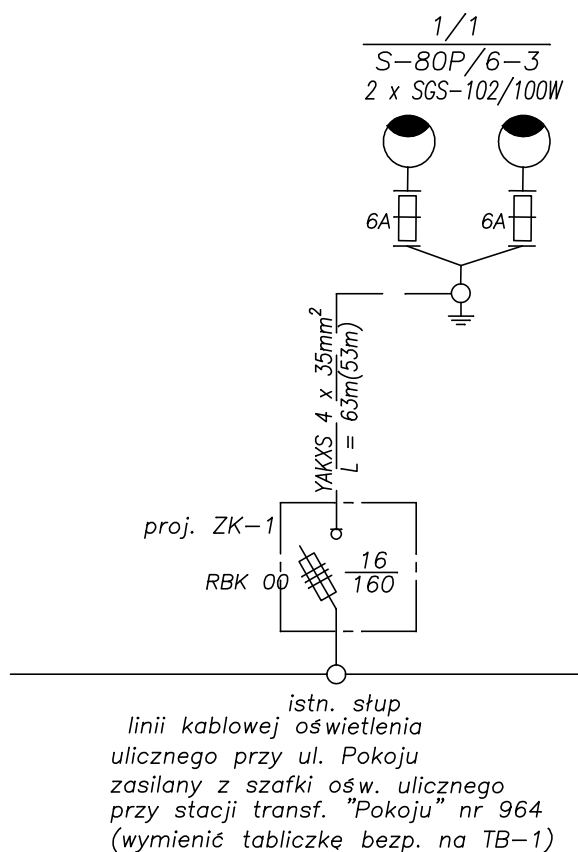 1/1
S-80P/6-3
2 x SGS-102/100W
6A
6A
YAKXS 4 x 35mm²
L = 63m(53m)
proj. ZK-1
RBK 00
16
160
istn. słup
linii kablowej oświetlenia
ulicznego przy ul. Pokoju
zasilany z szafki ośw. ulicznego
przy stacji transf. "Pokoju" nr 964
(wymienić tabliczkę bezp. na TB-1)